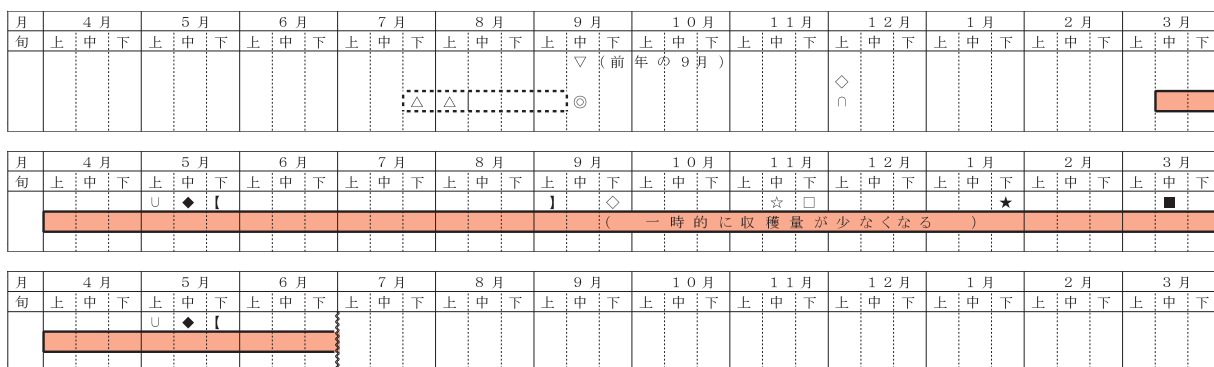 月 4月 5月 6月 7月 8月 9月 10月 11月 12月 1月 2月 3月
旬 上 中 下 上 中 下 上 中 下 上 中 下 上 中 下 上 中 下 上 中 下 上 中 下 上 中 下 上 中 下 上 中 下 上 中 下
▽ (前年の9月)
◇
△ △ ◎ ∩
月 4月 5月 6月 7月 8月 9月 10月 11月 12月 1月 2月 3月
旬 上 中 下 上 中 下 上 中 下 上 中 下 上 中 下 上 中 下 上 中 下 上 中 下 上 中 下 上 中 下 上 中 下 上 中 下
∪ ◆ 【 】 ◇ ☆ □ ★ ■
( 一時的に収穫量が少なくなる )
月 4月 5月 6月 7月 8月 9月 10月 11月 12月 1月 2月 3月
旬 上 中 下 上 中 下 上 中 下 上 中 下 上 中 下 上 中 下 上 中 下 上 中 下 上 中 下 上 中 下 上 中 下 上 中 下
∪ ◆ 【